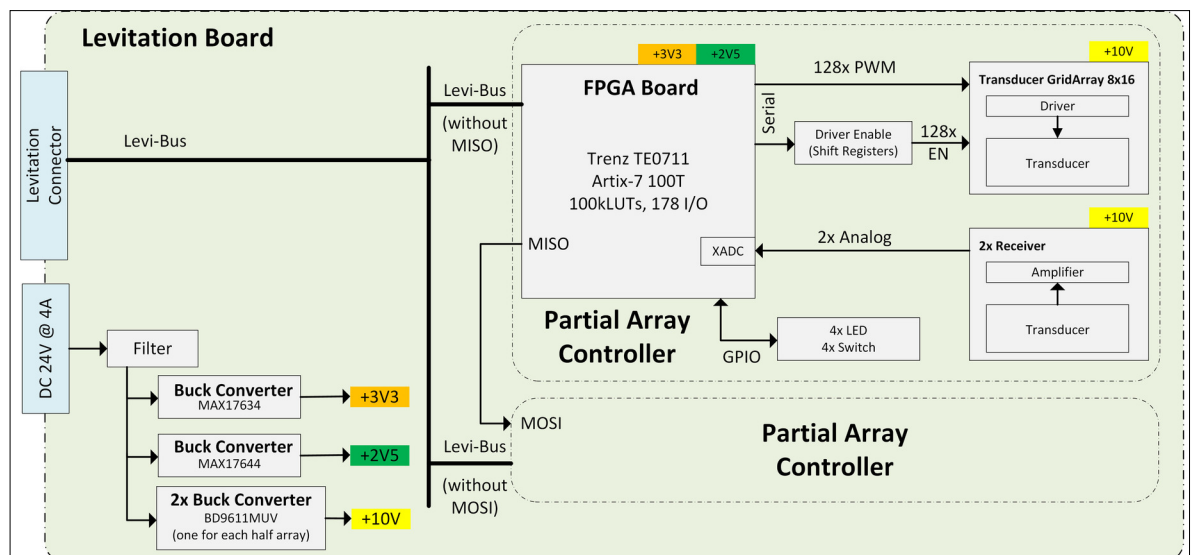 Levitation Board
Levitation
Connector
Levi-Bus
DC 24V @ 4A
Filter
Buck Converter
MAX17634
+3V3
Buck Converter
MAX17644
+2V5
2x Buck Converter
BD9611MUV
(one for each half array)
+10V
Levi-Bus
(without
MISO)
+3V3
+2V5
FPGA Board
Trenz TE0711
Artix-7 100T
100kLUTs, 178 I/O
MISO
XADC
128x PWM
Serial
Driver Enable
(Shift Registers)
128x
EN
+10V
Transducer GridArray 8x16
Driver
Transducer
2x Analog
+10V
2x Receiver
Amplifier
Transducer
GPIO
4x LED
4x Switch
Partial Array
Controller
MOSI
Levi-Bus
(without
MOSI)
Partial Array
Controller